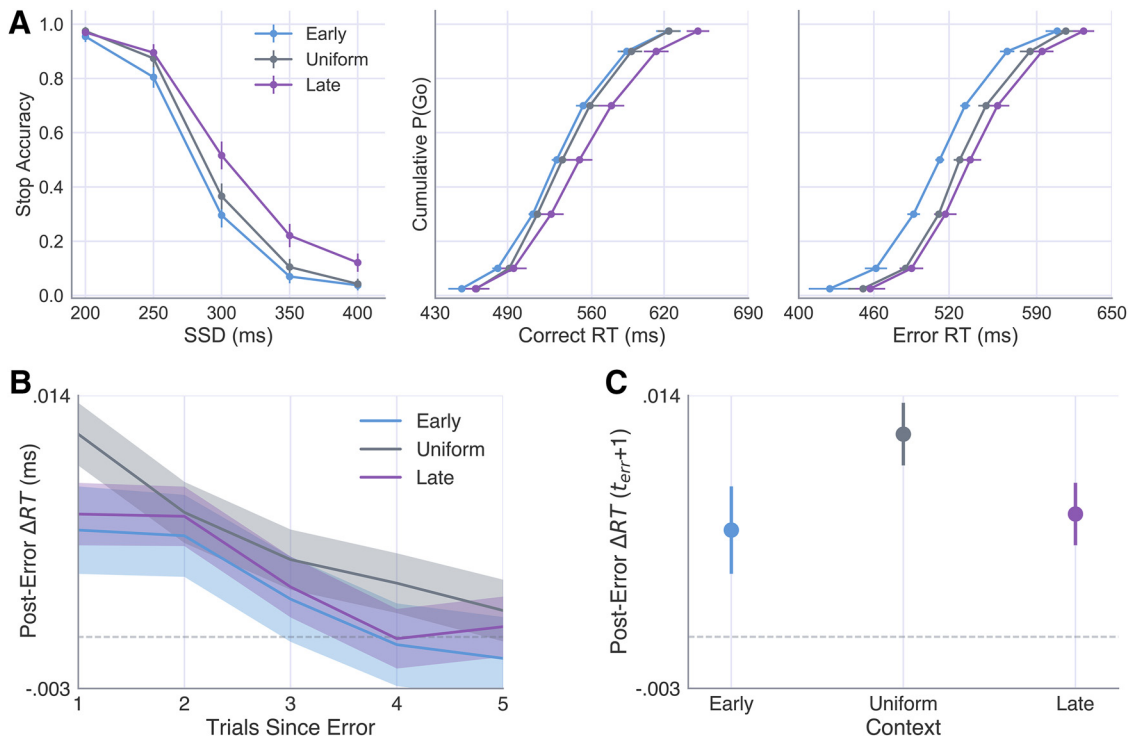 A
1.0
0.8
0.6
0.4
0.2
0.0
Stop Accuracy
200 250 300 350 400
SSD (ms)
Early
Uniform
Late
Cumulative P(Go)
430 490 560 620 690
Correct RT (ms)
400 460 520 590 650
Error RT (ms)
B
.014
-.003
Post-Error ΔRT (ms)
1 2 3 4 5
Trials Since Error
Early
Uniform
Late
C
.014
-.003
Post-Error ΔRT (t_err+1)
Early Uniform Late
Context